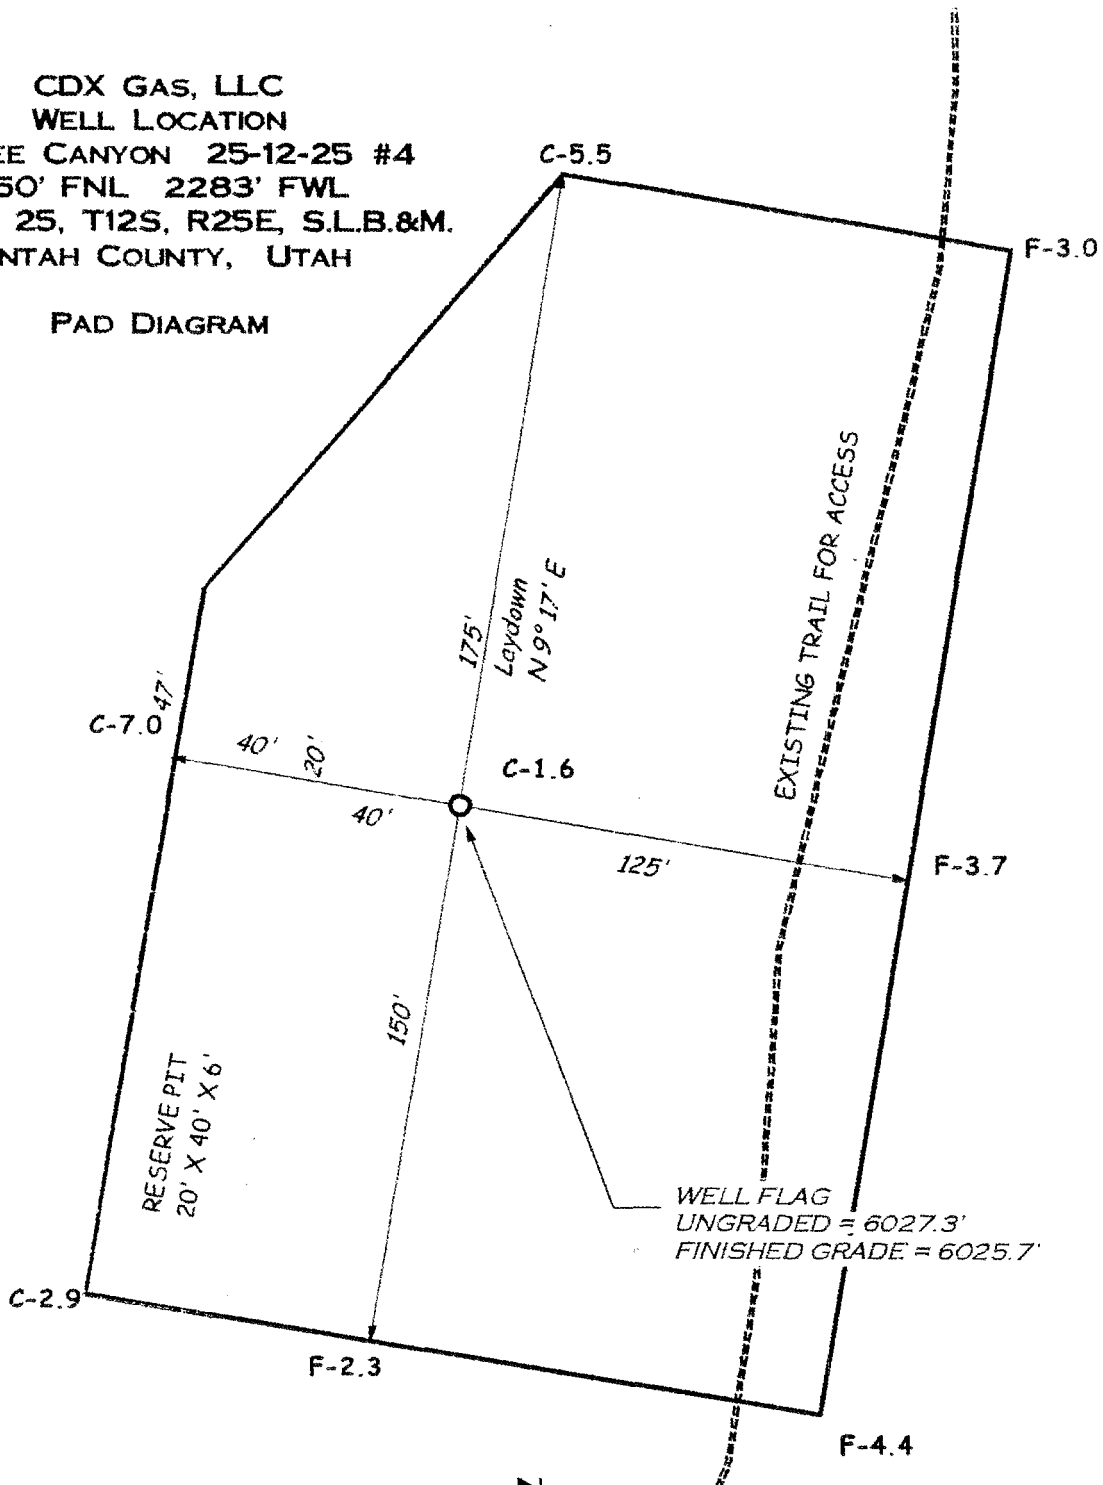 CDX GAS, LLC
WELL LOCATION
CANYON 25-12-25 #4
FNL 2283' FWL
25, T12S, R25E, S.L.B.&M.
COUNTY, UTAH
PAD DIAGRAM
C-5.5
F-3.0
EXISTING TRAIL FOR ACCESS
175'
Laydown
N 9° 17' E
47'
C-7.0
40'
20'
C-1.6
40'
125'
F-3.7
150'
RESERVE PIT
20' X 40' X 6'
WELL FLAG
UNGRADED = 6027.3'
FINISHED GRADE = 6025.7'
C-2.9
F-2.3
F-4.4